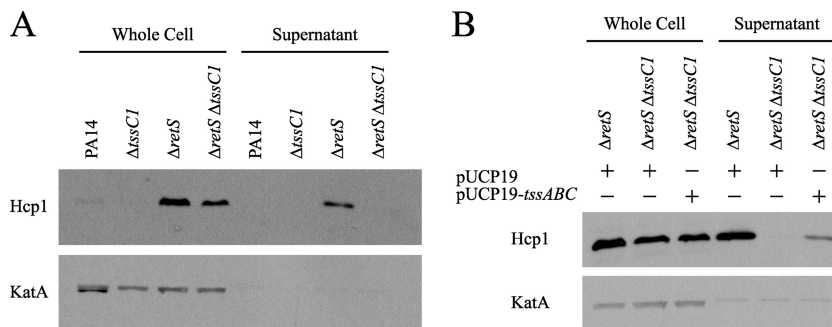 A
Whole Cell Supernatant
PA14 ΔtssC1 ΔretS ΔretS ΔtssC1 PA14 ΔtssC1 ΔretS ΔretS ΔtssC1
Hcp1
KatA
B
Whole Cell Supernatant
ΔretS ΔretS ΔtssC1 ΔretS ΔtssC1 ΔretS ΔretS ΔtssC1 ΔretS ΔtssC1
pUCP19 + + – + + –
pUCP19-tssABC – – + – – +
Hcp1
KatA